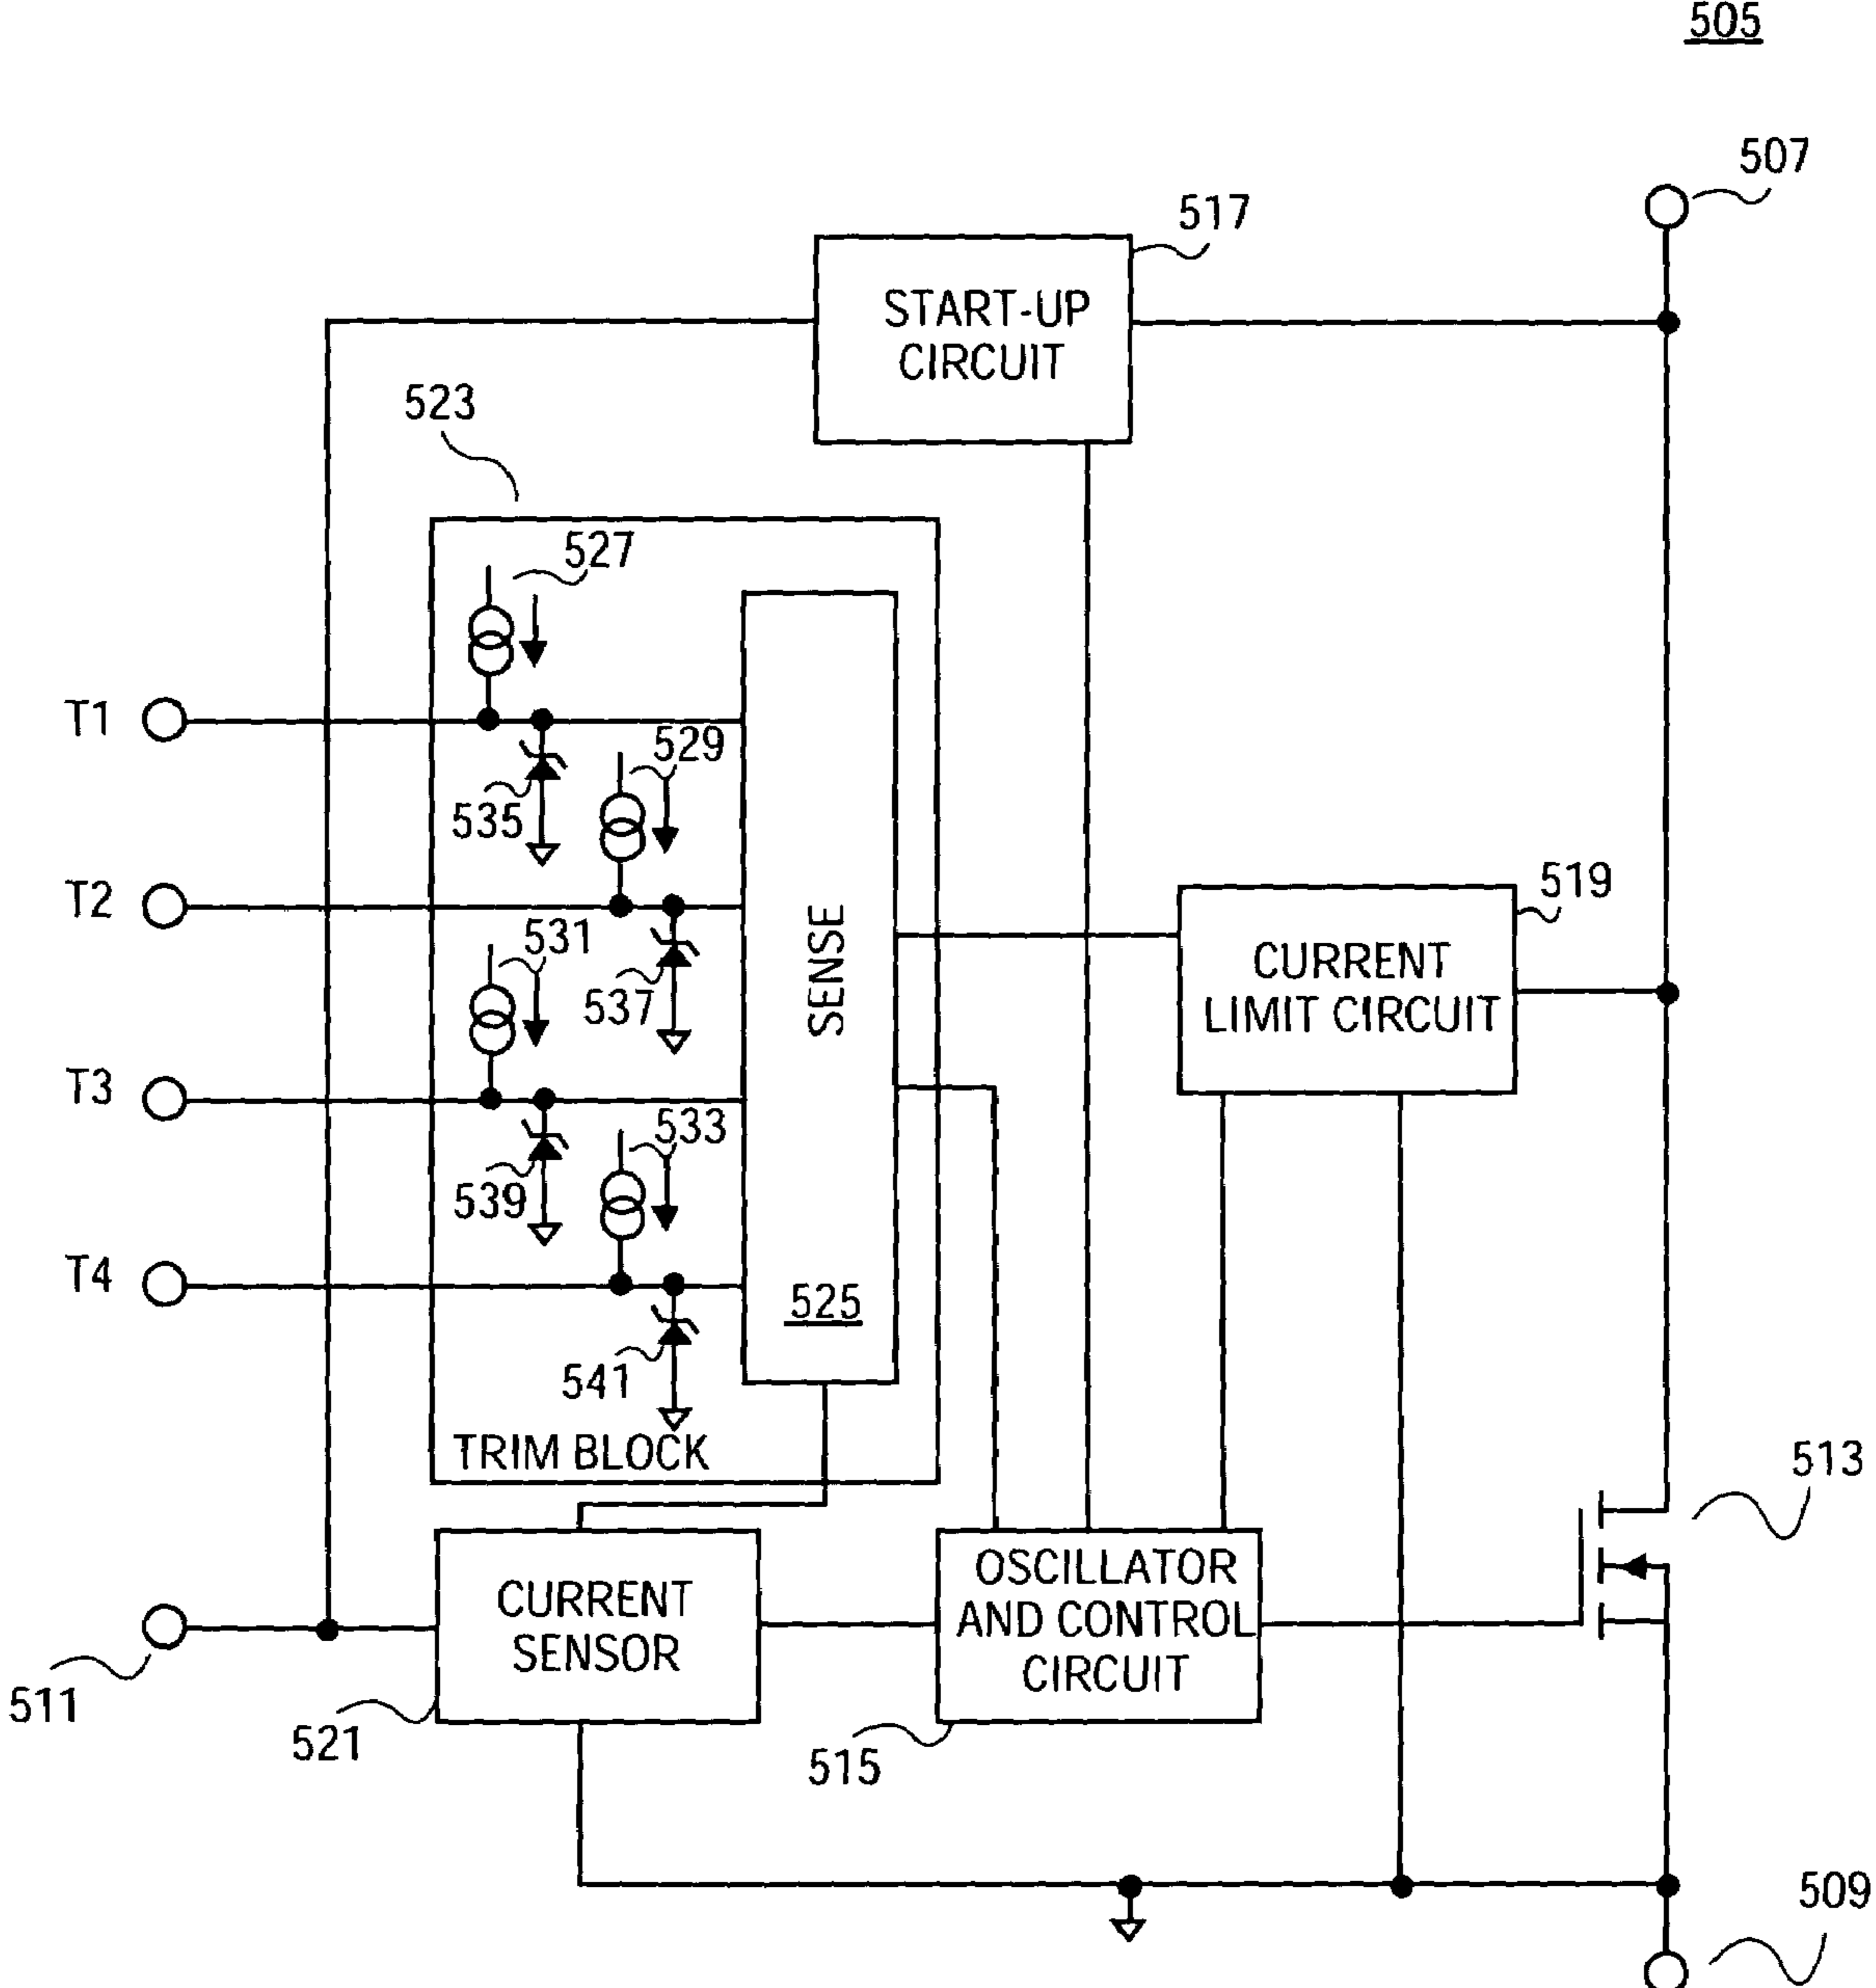 505
507
517
START-UP
CIRCUIT
523
527
T1
529
535
T2
519
531
SENSE
CURRENT
LIMIT CIRCUIT
537
T3
533
539
T4
525
541
TRIM BLOCK
513
OSCILLATOR
AND CONTROL
CIRCUIT
CURRENT
SENSOR
511
521
515
509